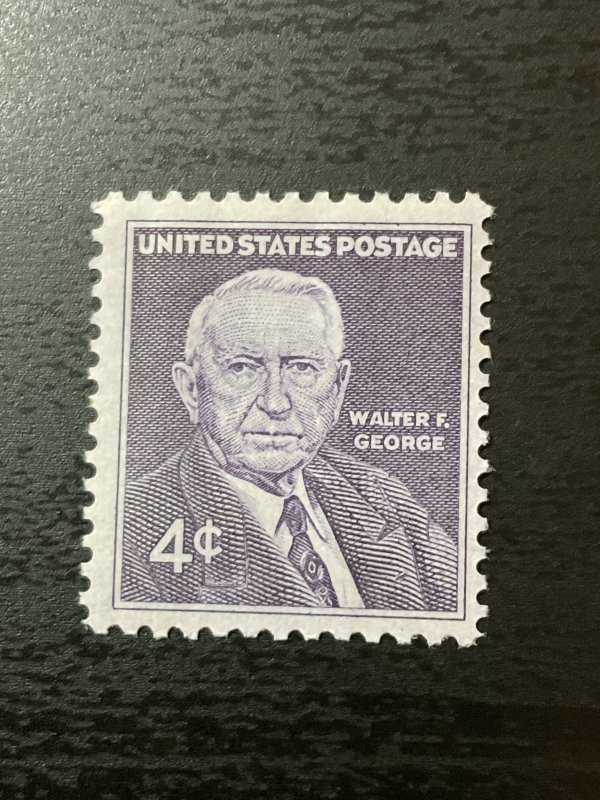 UNITED STATES POSTAGE
WALTER F.
GEORGE
4¢